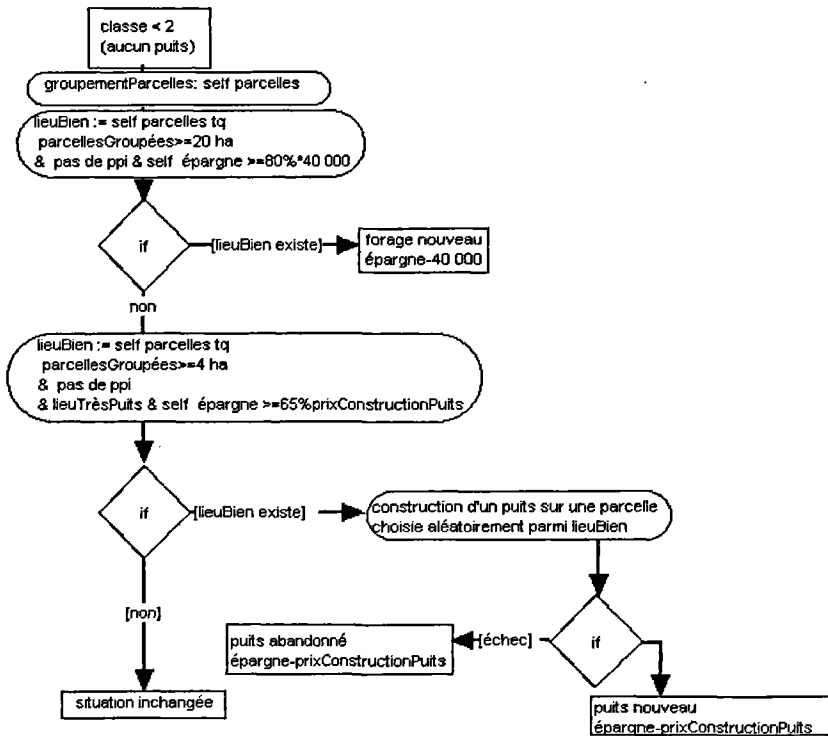 classe < 2
(aucun puits)
groupementParcelles: self parcelles
lieuBien := self parcelles tq
parcellesGroupées>=20 ha
& pas de ppi & self épargne >=80%*40 000
if
[lieuBien existe]
forage nouveau
épargne-40 000
non
lieuBien := self parcelles tq
parcellesGroupées>=4 ha
& pas de ppi
& lieuTrèsPuits & self épargne >=65%prixConstructionPuits
if
[lieuBien existe]
construction d'un puits sur une parcelle
choisie aléatoirement parmi lieuBien
[non]
puits abandonné
épargne-prixConstructionPuits
[échec]
if
situation inchangée
puits nouveau
épargne-prixConstructionPuits